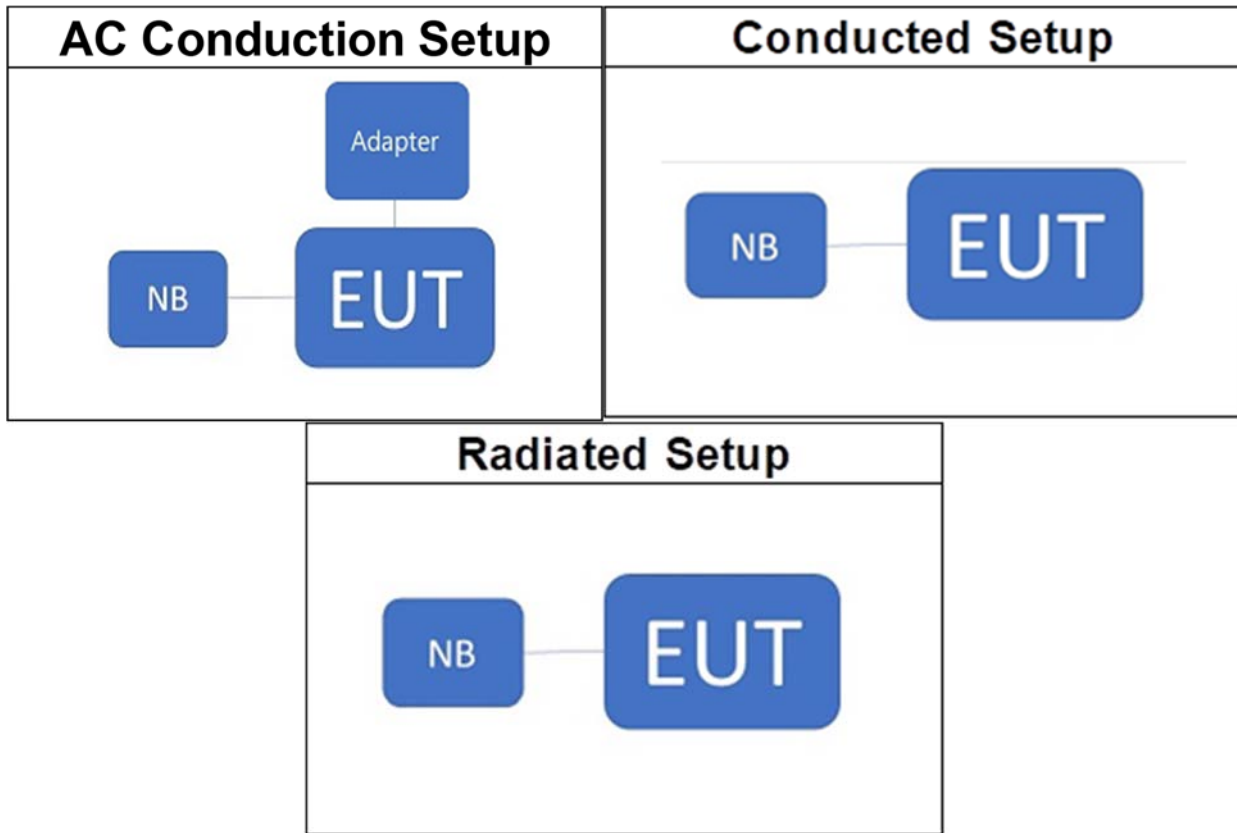 AC Conduction Setup
Conducted Setup
Adapter
NB
EUT
NB
EUT
Radiated Setup
NB
EUT